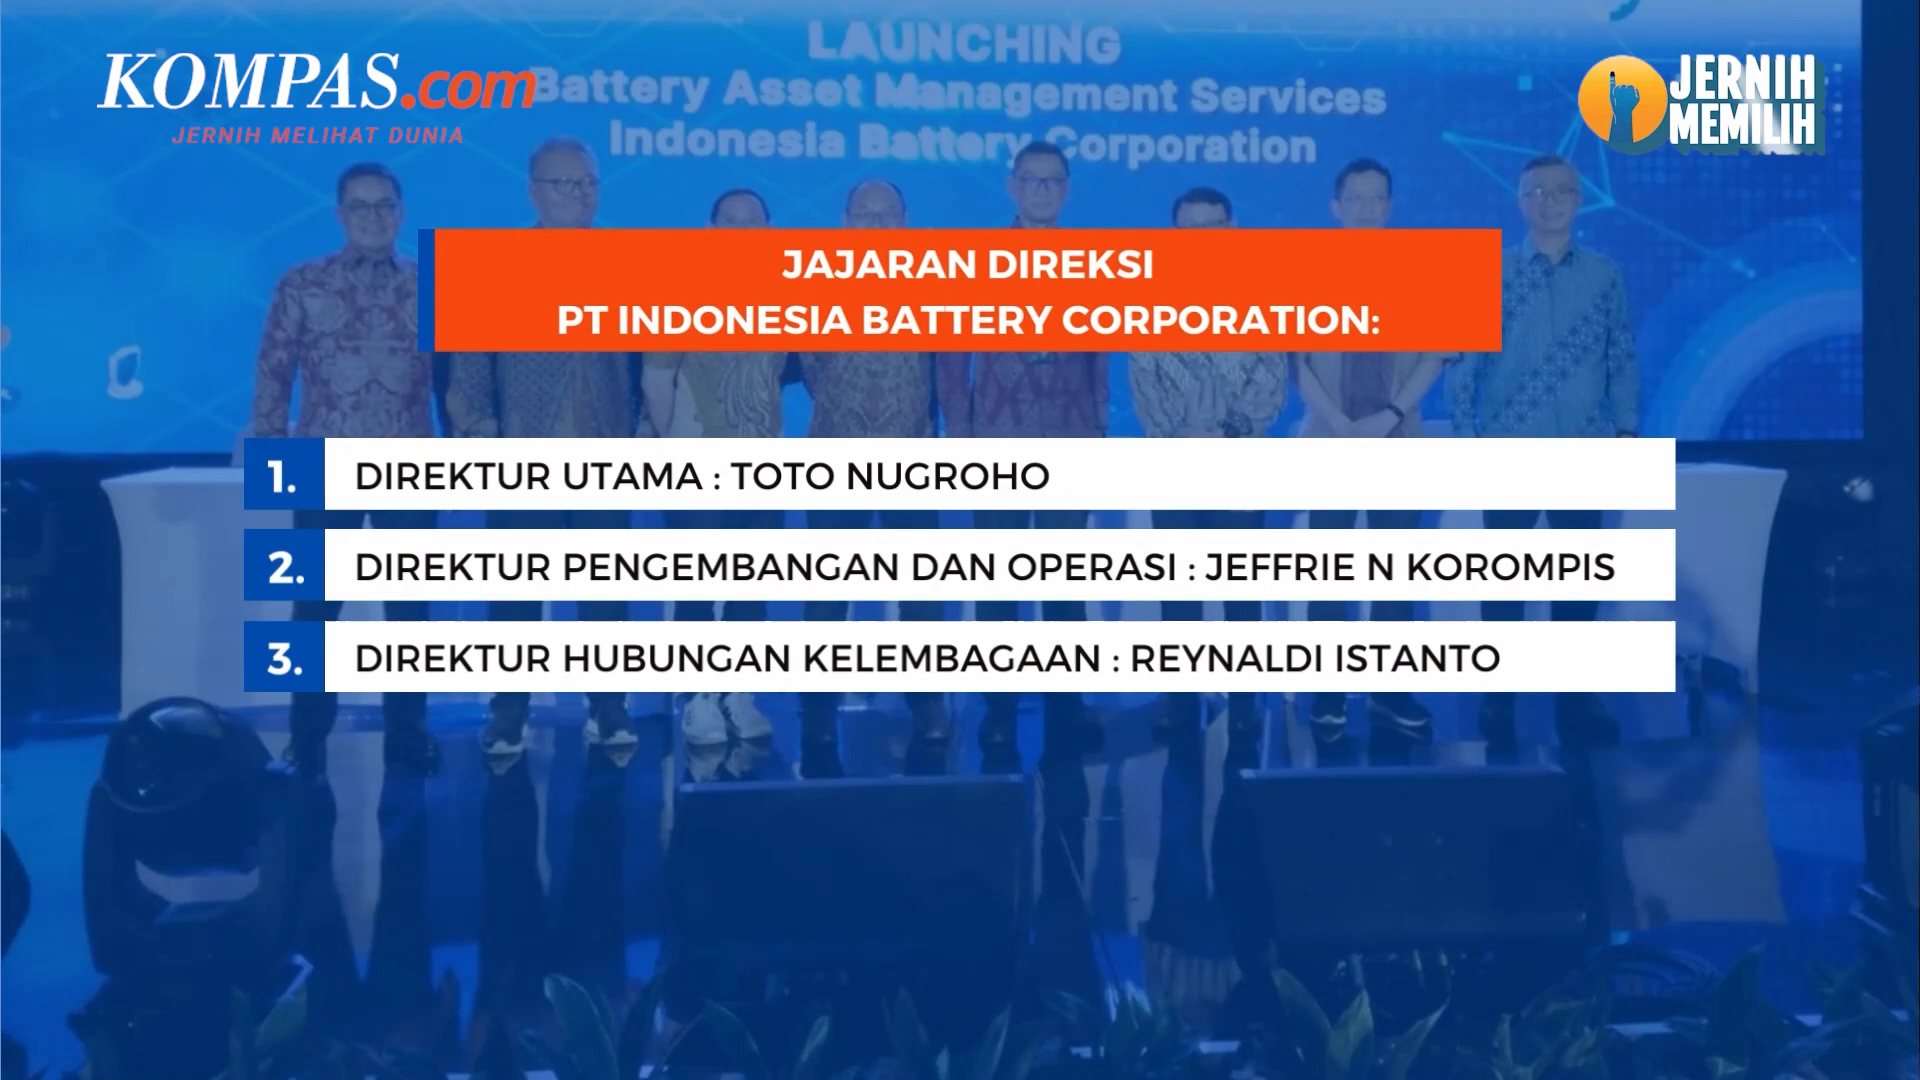 LAUNCHING
Battery Asset Management Services
Indonesia Battery Corporation
KOMPAS.com
JERNIH MELIHAT DUNIA
JERNIH
MEMILIH
JAJARAN DIREKSI
PT INDONESIA BATTERY CORPORATION:
1. DIREKTUR UTAMA : TOTO NUGROHO
2. DIREKTUR PENGEMBANGAN DAN OPERASI : JEFFRIE N KOROMPIS
3. DIREKTUR HUBUNGAN KELEMBAGAAN : REYNALDI ISTANTO